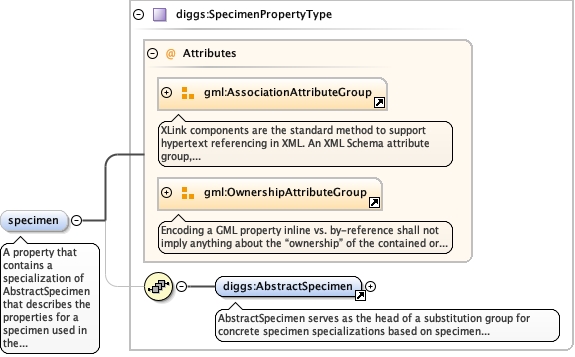 diggs:SpecimenPropertyType
@ Attributes
gml:AssociationAttributeGroup
XLink components are the standard method to support
hypertext referencing in XML. An XML Schema attribute
group,...
gml:OwnershipAttributeGroup
Encoding a GML property inline vs. by-reference shall not
imply anything about the “ownership” of the contained or...
specimen
A property that
contains a
specialization of
AbstractSpecimen
that describes the
properties for a
specimen used in
the...
diggs:AbstractSpecimen
AbstractSpecimen serves as the head of a substitution group for
concrete specimen specializations based on specimen...